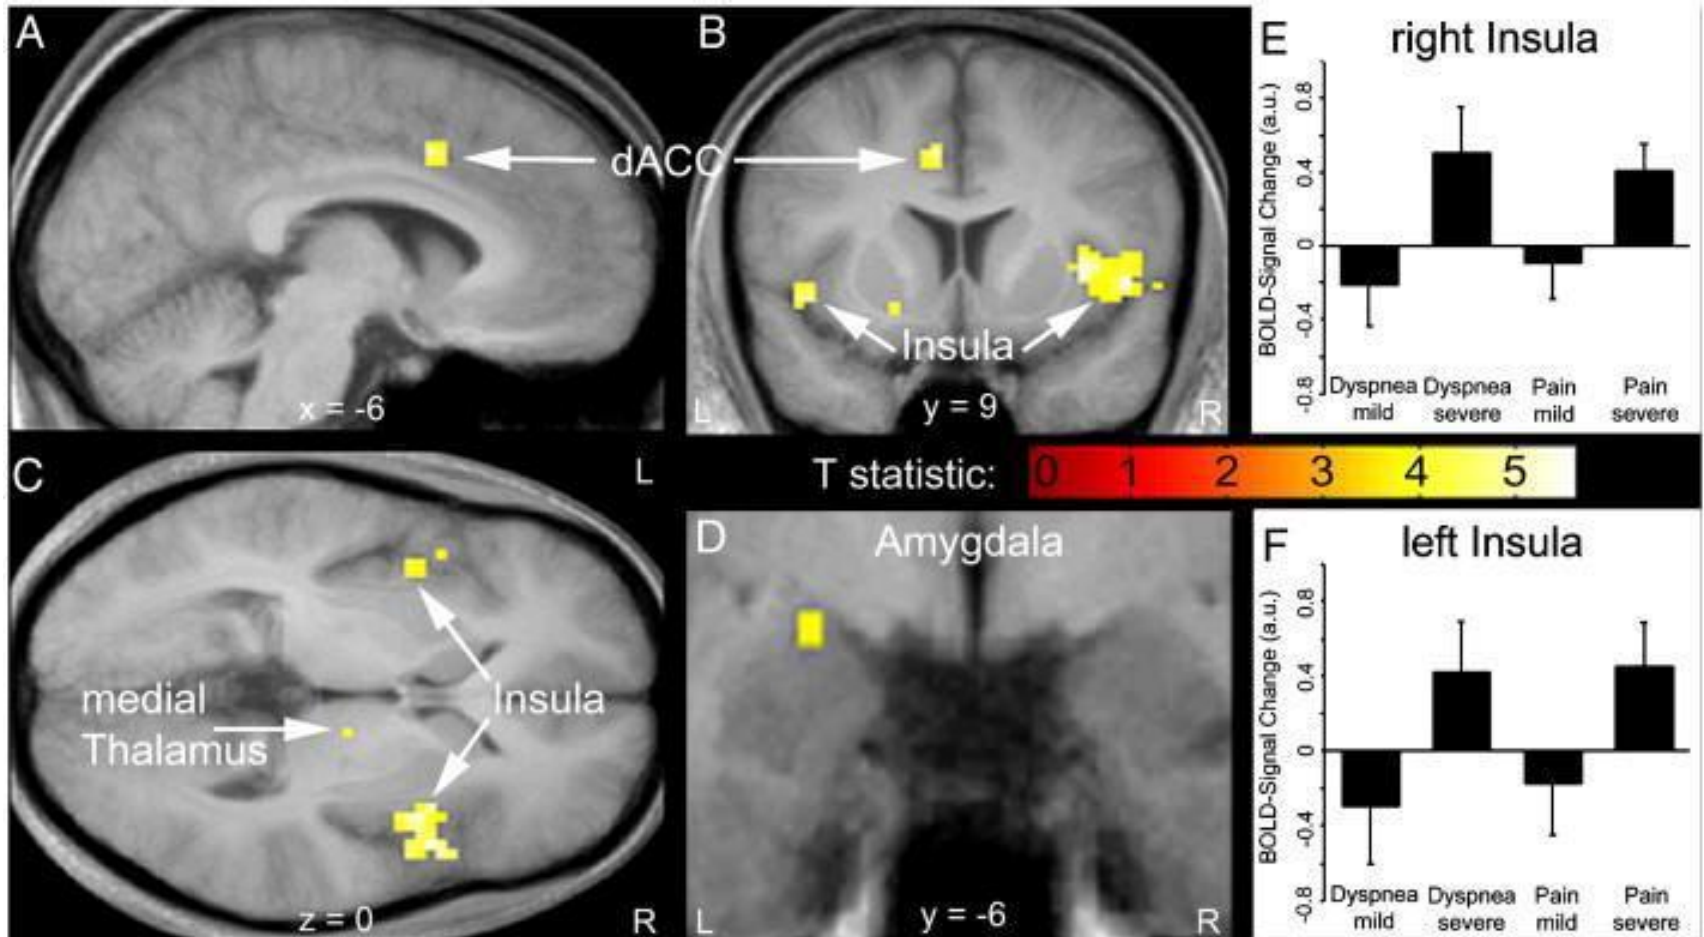 A
dACC
x = -6
B
Insula
L
y = 9
R
C
L
medial
Thalamus
Insula
z = 0
R
T statistic:
0 1 2 3 4 5
D
Amygdala
L
y = -6
R
E
right Insula
BOLD-Signal Change (a.u.)
0.8
0.4
0
-0.4
-0.8
Dyspnea mild
Dyspnea severe
Pain mild
Pain severe
F
left Insula
BOLD-Signal Change (a.u.)
0.8
0.4
0
-0.4
-0.8
Dyspnea mild
Dyspnea severe
Pain mild
Pain severe